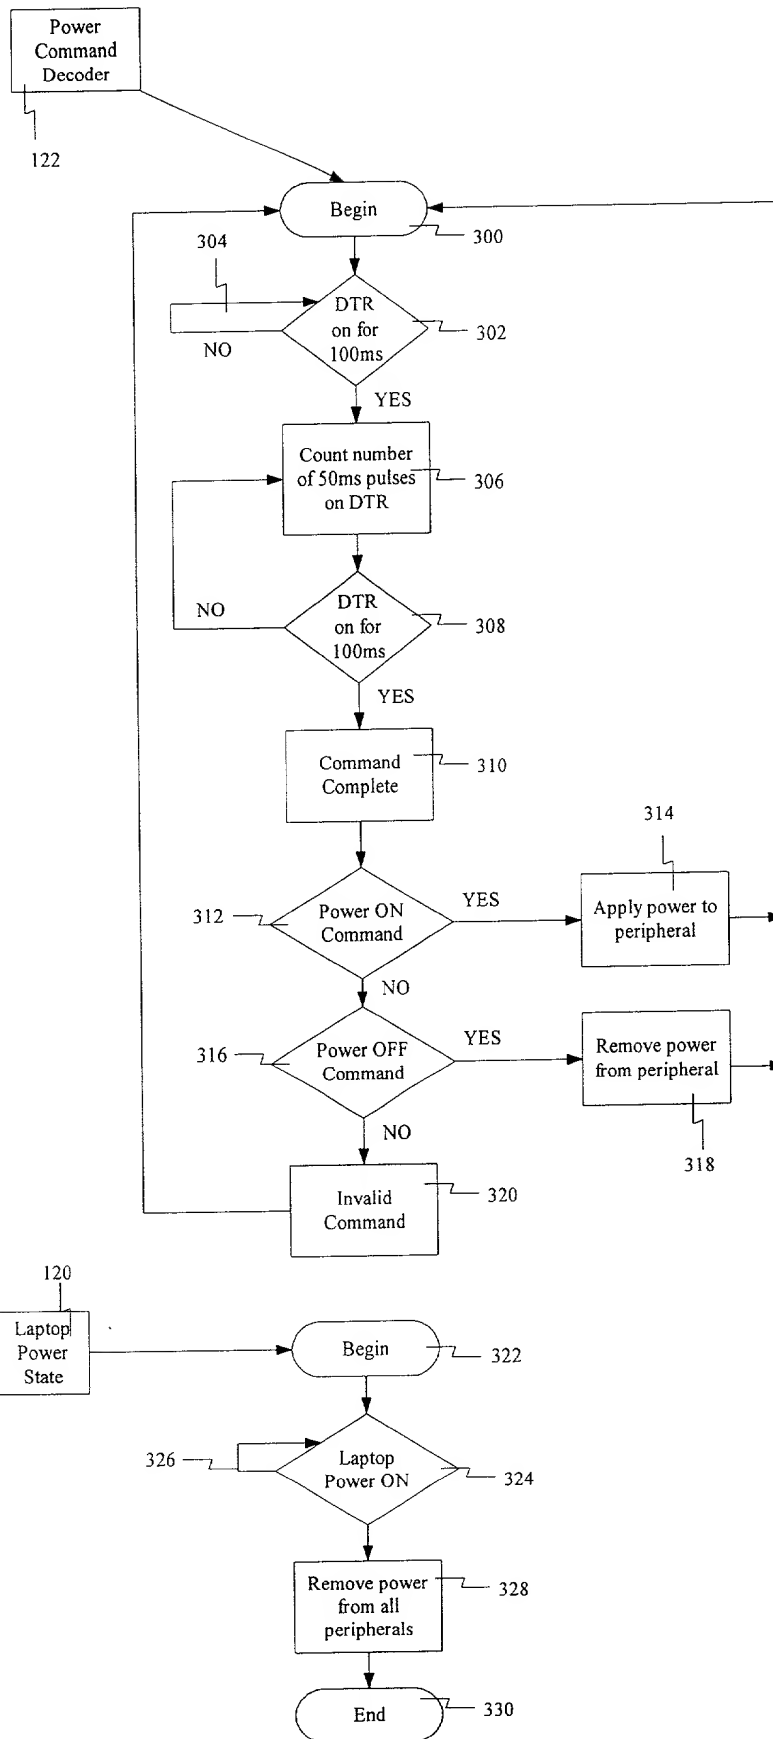 Power
Command
Decoder
122
Begin
300
304
DTR
on for
100ms
302
NO
YES
Count number
of 50ms pulses
on DTR
306
DTR
on for
100ms
308
NO
YES
Command
Complete
310
314
312
Power ON
Command
YES
Apply power to
peripheral
NO
316
Power OFF
Command
YES
Remove power
from peripheral
NO
318
Invalid
Command
320
120
Laptop
Power
State
Begin
322
326
Laptop
Power ON
324
Remove power
from all
peripherals
328
End
330